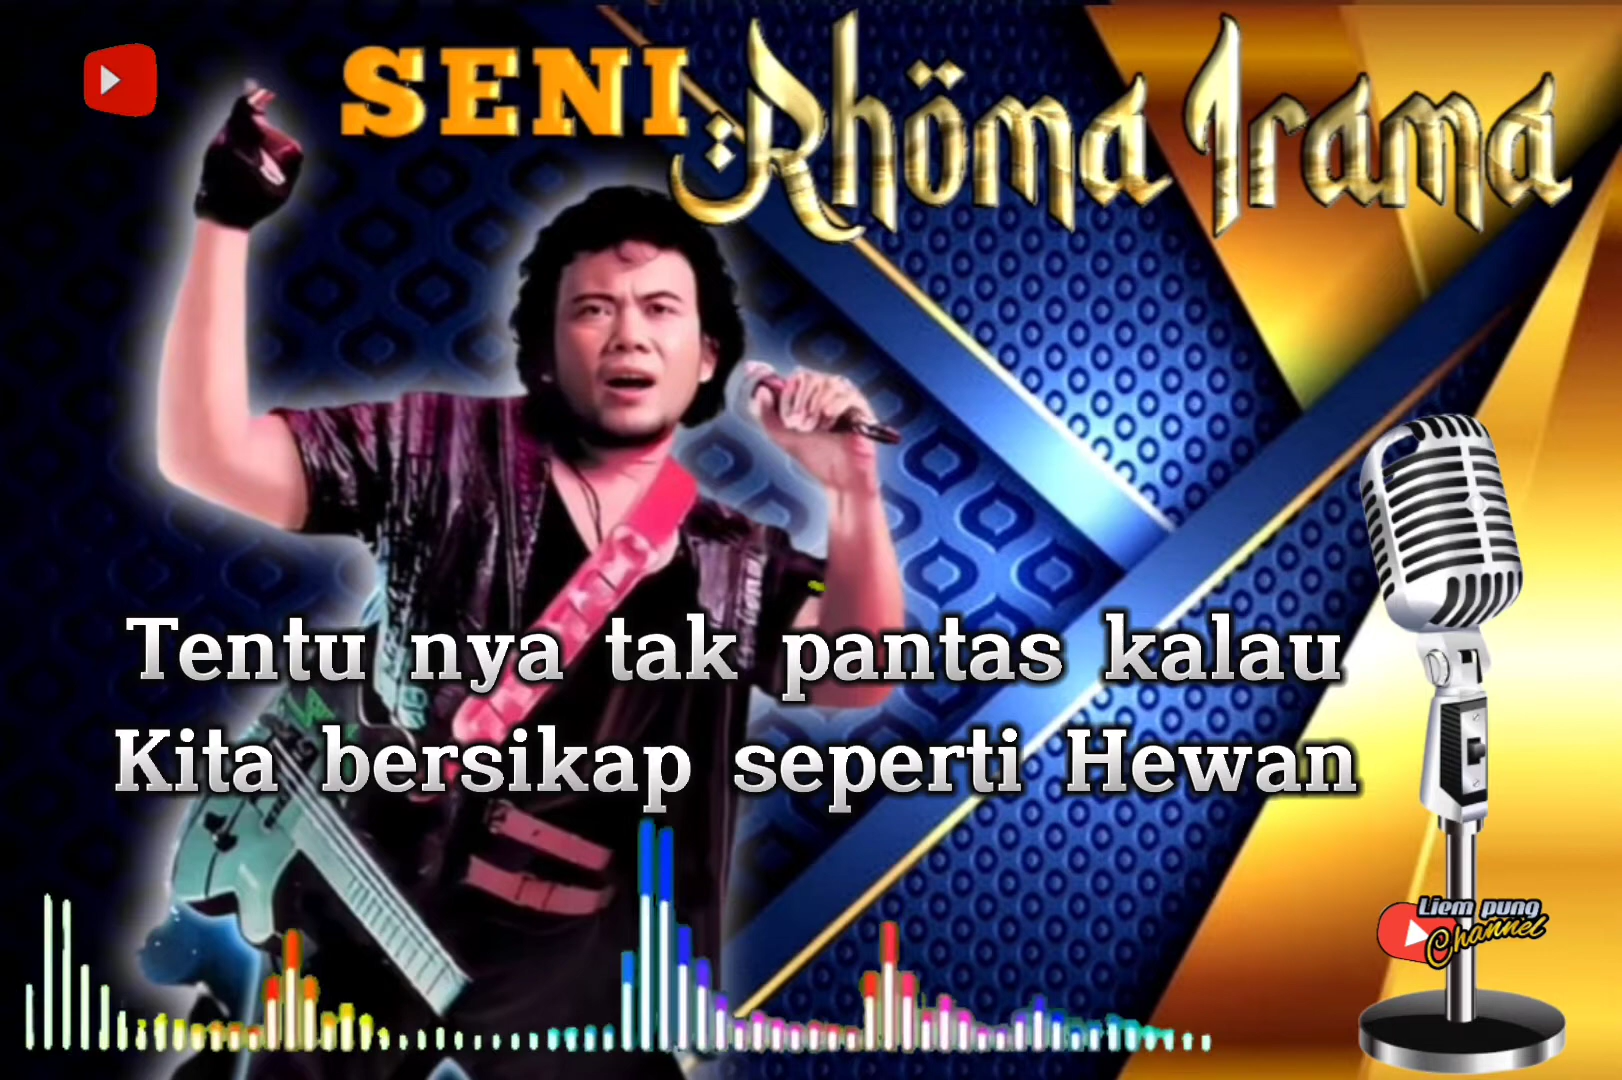 SENI
Rhöma Irama
Tentu nya tak pantas kalau
Kita bersikap seperti Hewan
Liem pung
Channel